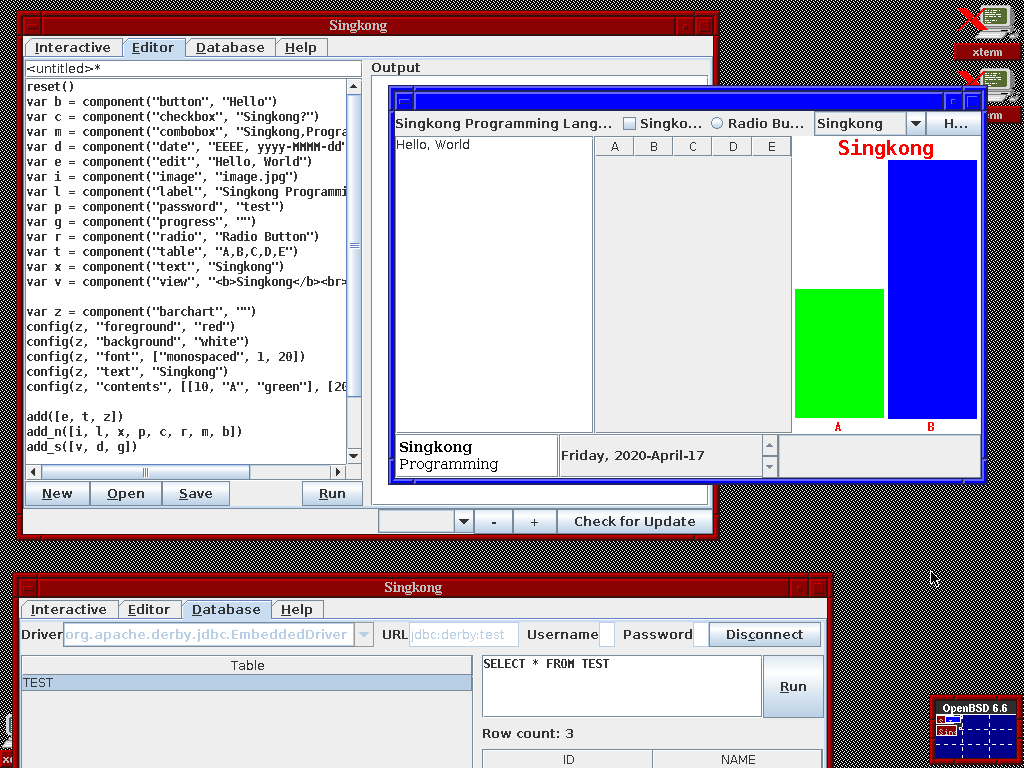 Singkong
Interactive Editor Database Help
<untitled>*
reset()
var b = component("button", "Hello")
var c = component("checkbox", "Singkong?")
var m = component("combobox", "Singkong,Progra
var d = component("date", "EEEE, yyyy-MMMM-dd"
var e = component("edit", "Hello, World")
var i = component("image", "image.jpg")
var l = component("label", "Singkong Programmi
var p = component("password", "test")
var g = component("progress", "")
var r = component("radio", "Radio Button")
var t = component("table", "A,B,C,D,E")
var x = component("text", "Singkong")
var v = component("view", "<b>Singkong</b><br>
var z = component("barchart", "")
config(z, "foreground", "red")
config(z, "background", "white")
config(z, "font", ["monospaced", 1, 20])
config(z, "text", "Singkong")
config(z, "contents", [[10, "A", "green"], [20
add([e, t, z])
add_n([i, l, x, p, c, r, m, b])
add_s([v, d, g])
New Open Save Run
Output
- + Check for Update
Singkong Programming Lang... Singko... Radio Bu... Singkong H...
Hello, World
A B C D E
Singkong
A B
Singkong
Programming
Friday, 2020-April-17
xterm
Singkong
Interactive Editor Database Help
Driver org.apache.derby.jdbc.EmbeddedDriver URL jdbc:derby:test Username Password Disconnect
Table
TEST
SELECT * FROM TEST
Run
Row count: 3
ID NAME
OpenBSD 6.6